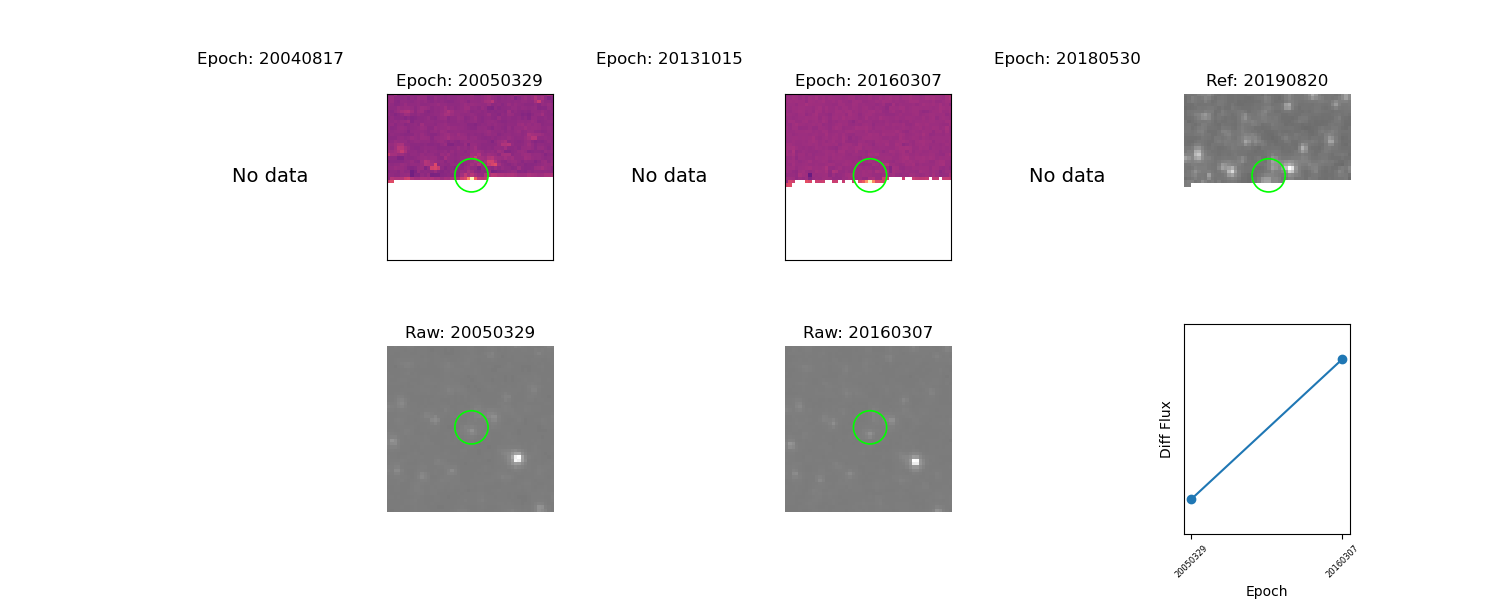 Epoch: 20040817
Epoch: 20131015
Epoch: 20180530
Epoch: 20050329
Epoch: 20160307
Ref: 20190820
No data
No data
No data
Raw: 20050329
Raw: 20160307
Diff Flux
20050329
20160307
Epoch